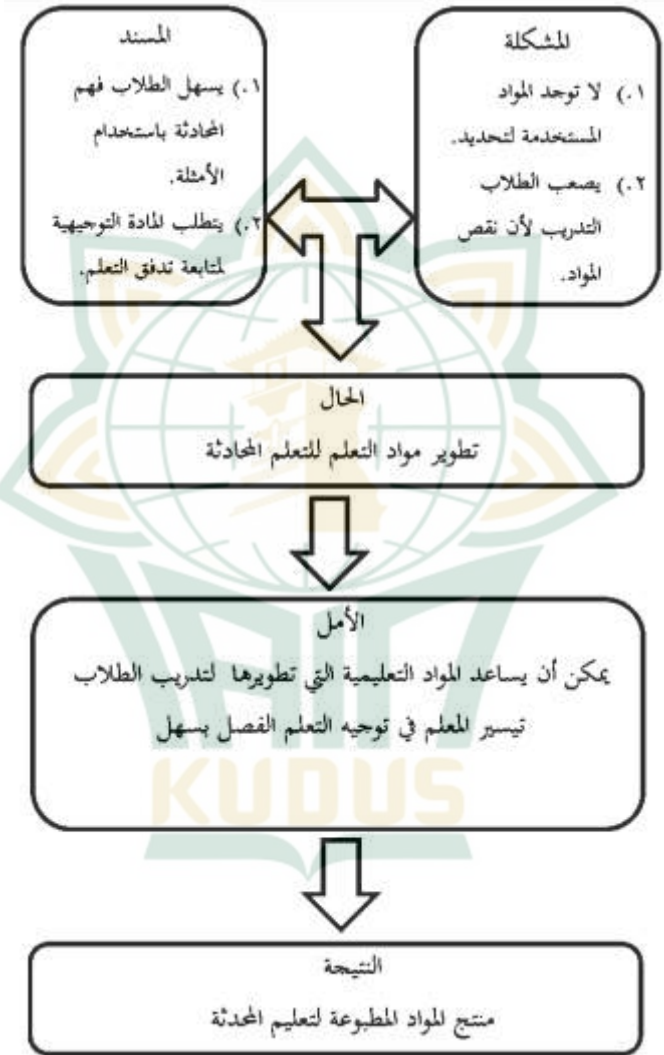 المشكلة
١.) لا توجد المواد
المستخدمة لتحديد.
٢.) يصعب الطلاب
التدريب لأن نقص
المواد.
المسند
١.) يسهل الطلاب فهم
المحادثة باستخدام
الأمثلة.
٢.) يتطلب المادة التوجيهية
لمتابعة تدفق التعلم.
الحال
تطوير مواد التعلم للتعلم المحادثة
الأمل
يمكن أن يساعد المواد التعليمية التي تطويرها لتدريب الطلاب
تيسير المعلم في توجيه التعلم الفصل بسهل
KUDUS
النتيجة
منتج المواد المطبوعة لتعليم المحدثة